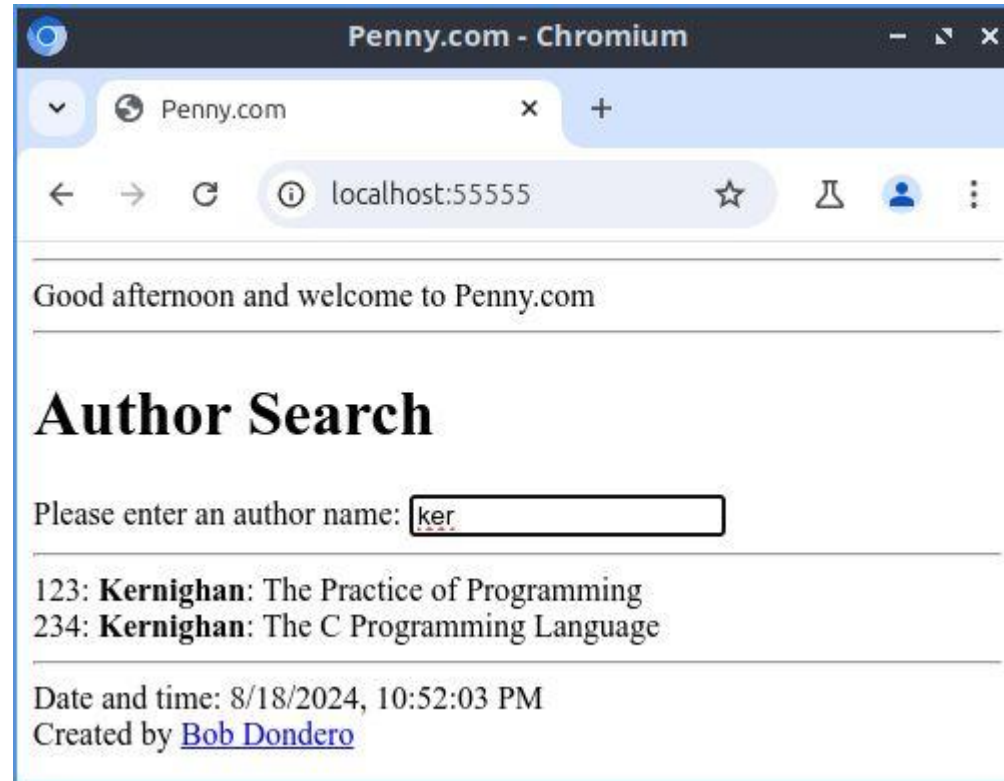 Penny.com - Chromium
Penny.com
localhost:55555
Good afternoon and welcome to Penny.com
Author Search
Please enter an author name: ker
123: Kernighan: The Practice of Programming
234: Kernighan: The C Programming Language
Date and time: 8/18/2024, 10:52:03 PM
Created by Bob Dondero